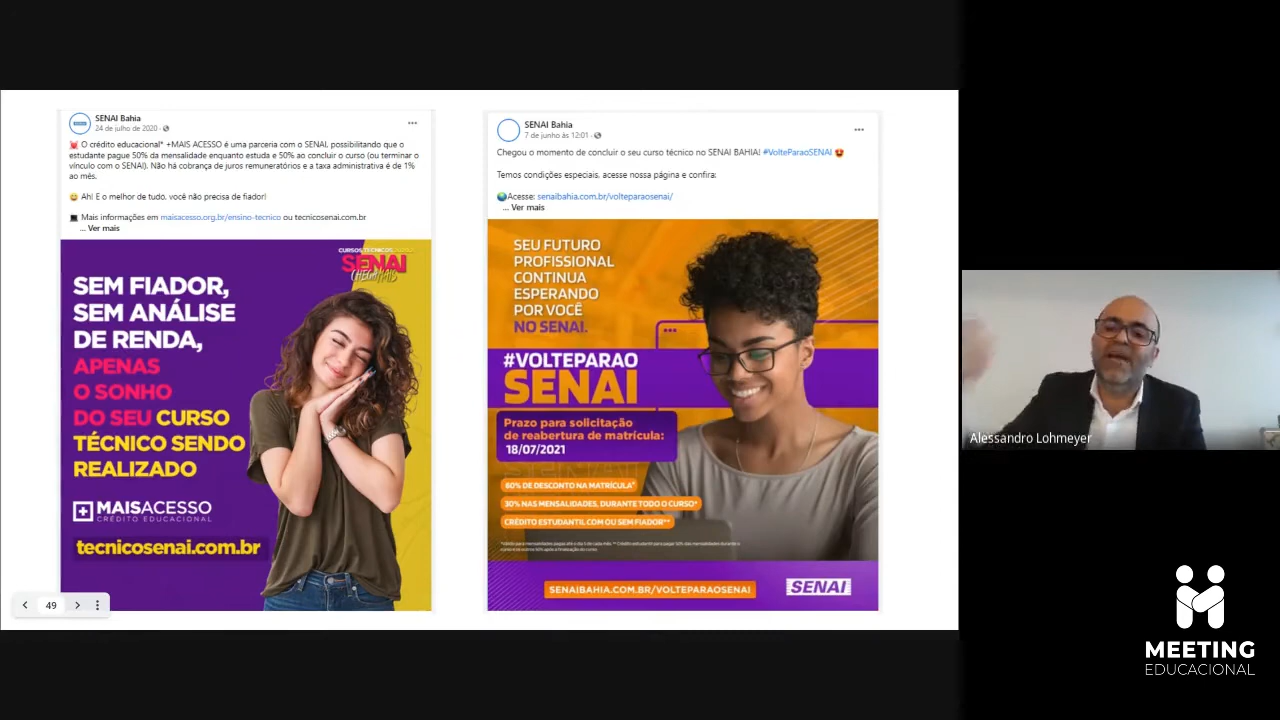 SENAI Bahia
24 de julho de 2020 ·
O crédito educacional* +MAIS ACESSO é uma parceria com o SENAI, possibilitando que o
estudante pague 50% da mensalidade enquanto estuda e 50% ao concluir o curso (ou terminar o
vínculo com o SENAI). Não há cobrança de juros remuneratórios e a taxa administrativa é de 1%
ao mês.
Ah! E o melhor de tudo, você não precisa de fiador!
Mais informações em maisacesso.org.br/ensino-tecnico ou tecnicosenai.com.br
... Ver mais
CURSOS TÉCNICOS
SENAI
CHEGA MAIS
SEM FIADOR,
SEM ANÁLISE
DE RENDA,
APENAS
O SONHO
DO SEU CURSO
TÉCNICO SENDO
REALIZADO
MAISACESSO
CRÉDITO EDUCACIONAL
tecnicosenai.com.br
49
SENAI Bahia
7 de junho às 12:01 ·
Chegou o momento de concluir o seu curso técnico no SENAI BAHIA! #VolteParaoSENAI
Temos condições especiais, acesse nossa página e confira:
Acesse: senaibahia.com.br/volteparaosenai/
... Ver mais
SEU FUTURO
PROFISSIONAL
CONTINUA
ESPERANDO
POR VOCÊ
NO SENAI.
#VOLTEPARAO
SENAI
Prazo para solicitação
de reabertura de matrícula:
18/07/2021
60% DE DESCONTO NA MATRÍCULA*
30% NAS MENSALIDADES, DURANTE TODO O CURSO*
CRÉDITO ESTUDANTIL COM OU SEM FIADOR**
SENAIBAHIA.COM.BR/VOLTEPARAOSENAI
SENAI
Alessandro Lohmeyer
MEETING
EDUCACIONAL